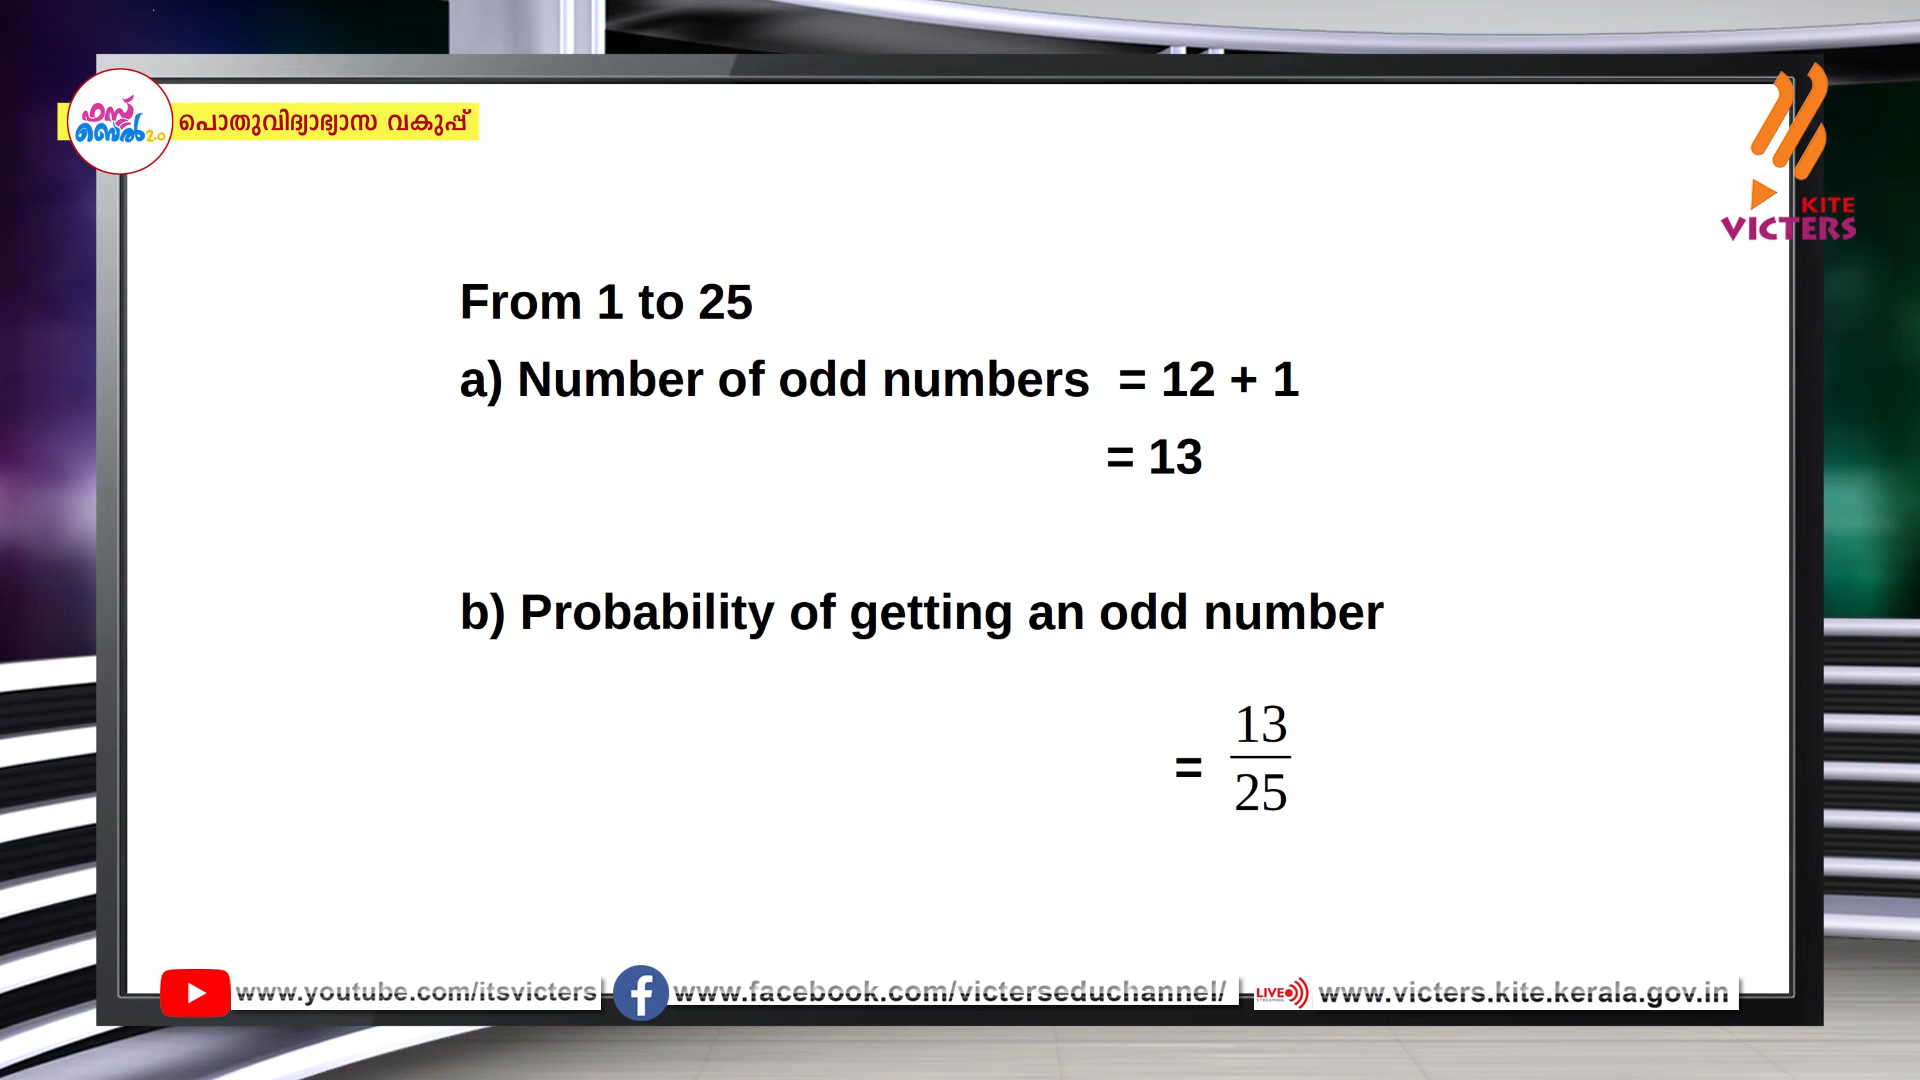 ഫസ്റ്റ്
ബെൽ 2.0
പൊതുവിദ്യാഭ്യാസ വകുപ്പ്
KITE
VICTERS
From 1 to 25
a) Number of odd numbers = 12 + 1
= 13
b) Probability of getting an odd number
= 13/25
www.youtube.com/itsvicters
www.facebook.com/victerseduchannel/
LIVE
STREAMING
www.victers.kite.kerala.gov.in